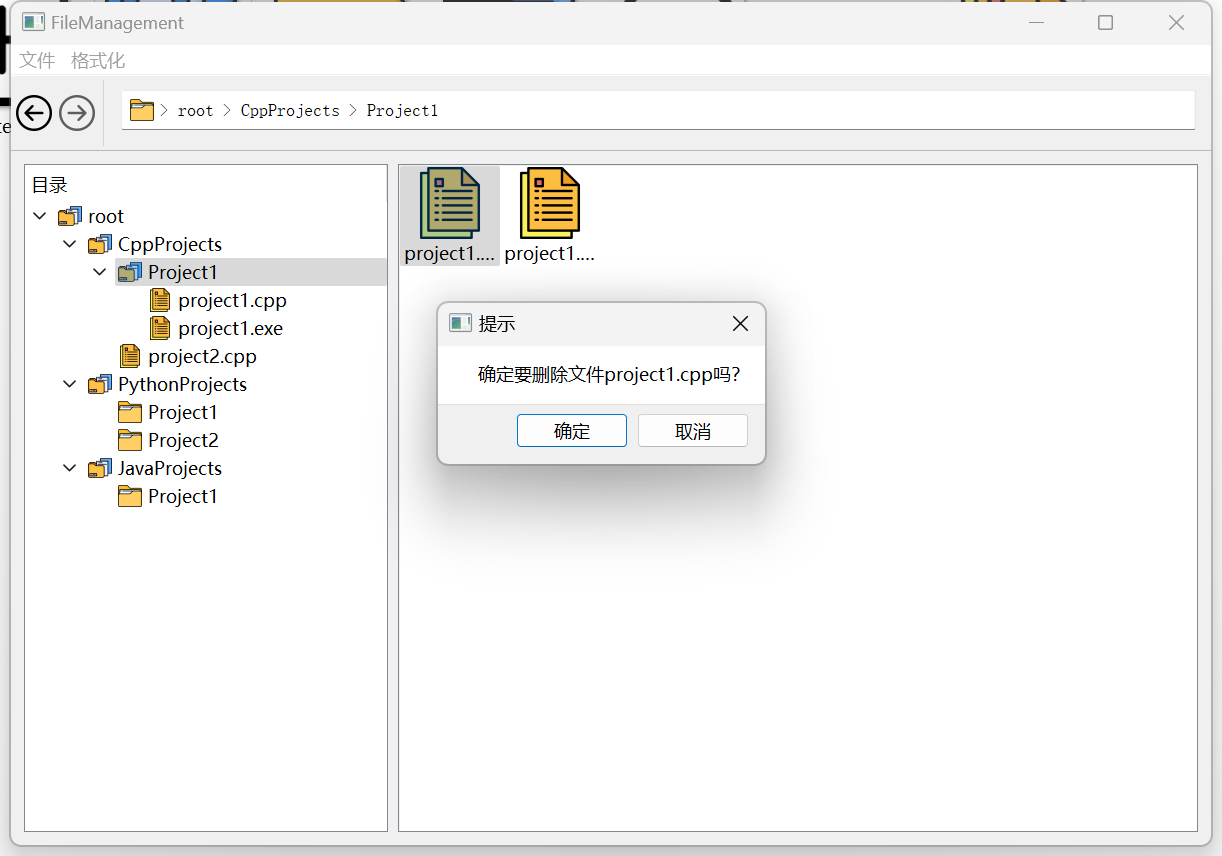 FileManagement
文件 格式化
root CppProjects Project1
目录
root
CppProjects
Project1
project1.cpp
project1.exe
project2.cpp
PythonProjects
Project1
Project2
JavaProjects
Project1
project1.... project1....
提示
确定要删除文件project1.cpp吗?
确定 取消